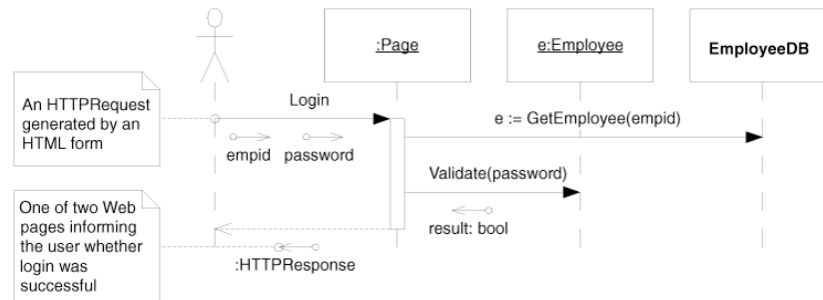 :Page
e:Employee
EmployeeDB
An HTTPRequest
generated by an
HTML form
Login
empid
password
e := GetEmployee(empid)
Validate(password)
result: bool
One of two Web
pages informing
the user whether
login was
successful
:HTTPResponse